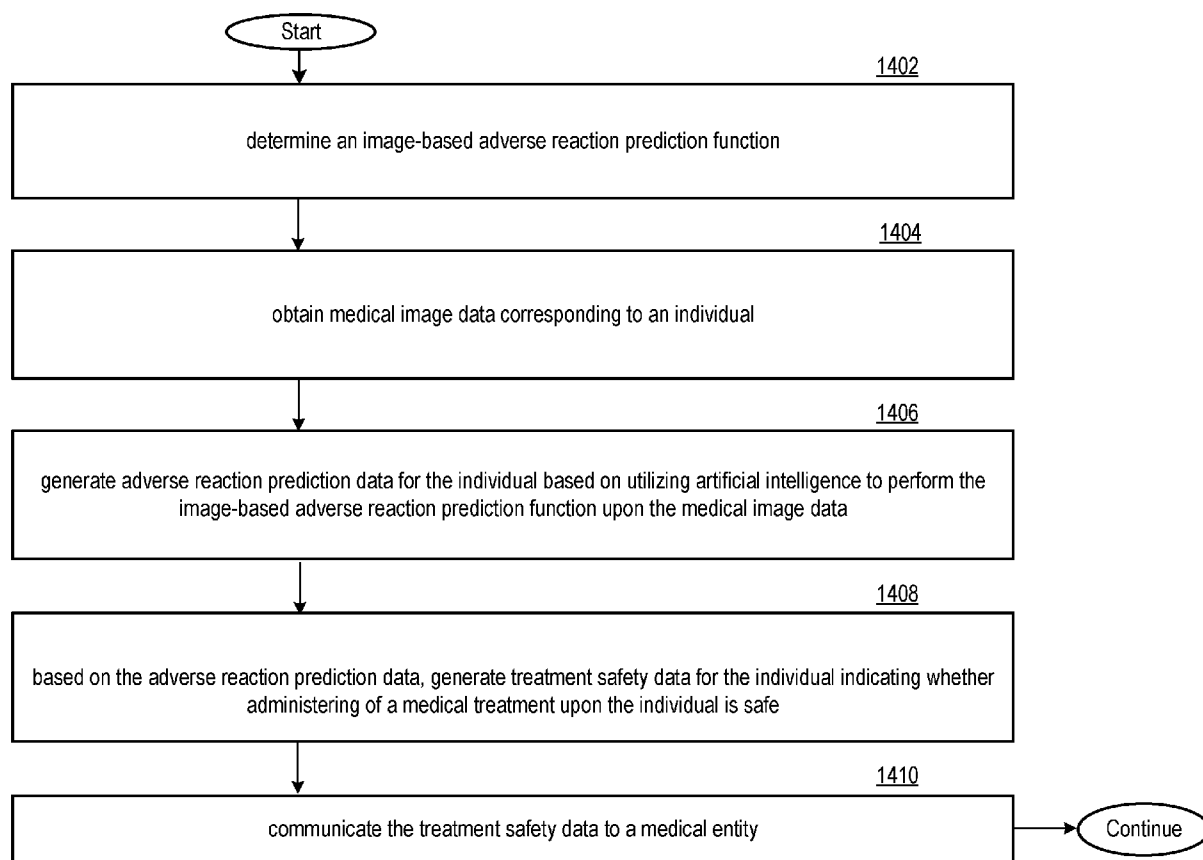 Start
1402
determine an image-based adverse reaction prediction function
1404
obtain medical image data corresponding to an individual
1406
generate adverse reaction prediction data for the individual based on utilizing artificial intelligence to perform the
image-based adverse reaction prediction function upon the medical image data
1408
based on the adverse reaction prediction data, generate treatment safety data for the individual indicating whether
administering of a medical treatment upon the individual is safe
1410
communicate the treatment safety data to a medical entity
Continue